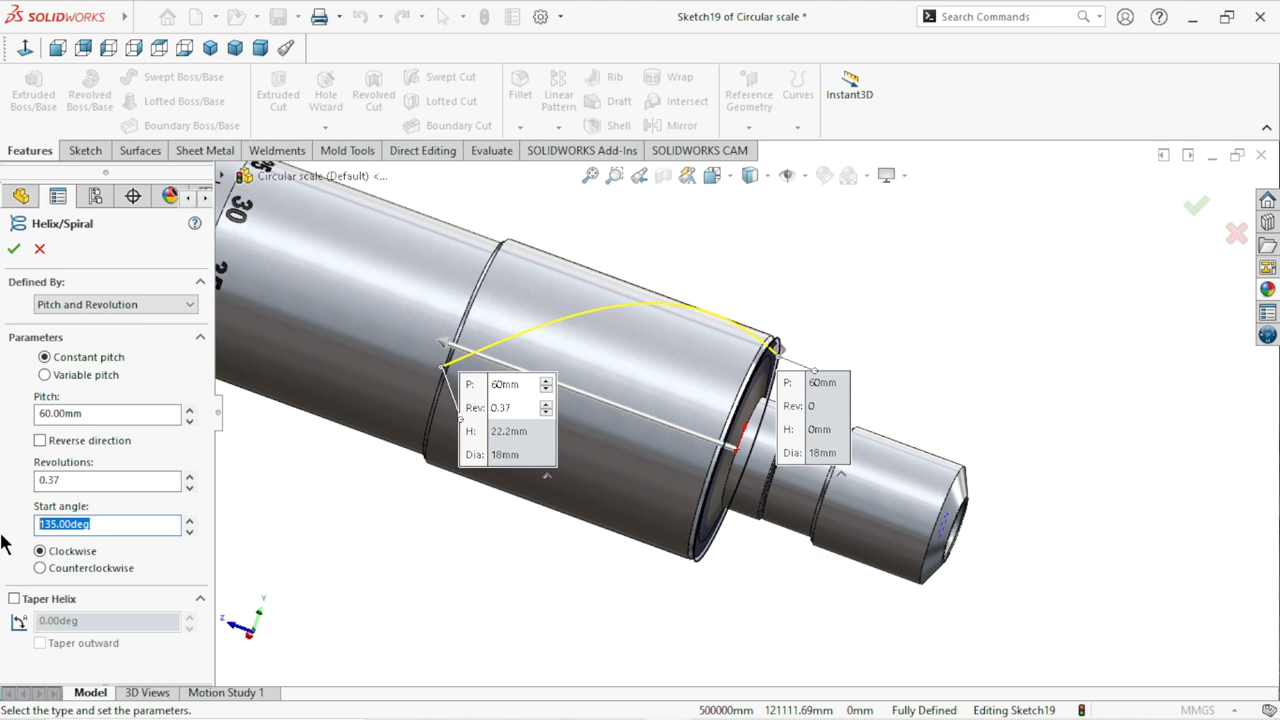 SOLIDWORKS
Sketch19 of Circular scale *
Search Commands
Extruded Boss/Base
Revolved Boss/Base
Swept Boss/Base
Lofted Boss/Base
Boundary Boss/Base
Extruded Cut
Hole Wizard
Revolved Cut
Swept Cut
Lofted Cut
Boundary Cut
Fillet
Linear Pattern
Rib
Draft
Shell
Wrap
Intersect
Mirror
Reference Geometry
Curves
Instant3D
Features
Sketch
Surfaces
Sheet Metal
Weldments
Mold Tools
Direct Editing
Evaluate
SOLIDWORKS Add-Ins
SOLIDWORKS CAM
Circular scale (Default) <...
Helix/Spiral
Defined By:
Pitch and Revolution
Parameters
Constant pitch
Variable pitch
Pitch:
60.00mm
Reverse direction
Revolutions:
0.37
Start angle:
135.00deg
Clockwise
Counterclockwise
Taper Helix
0.00deg
Taper outward
30
P: 60mm
Rev: 0.37
H: 22.2mm
Dia: 18mm
P: 60mm
Rev: 0
H: 0mm
Dia: 18mm
Y
Z
Model
3D Views
Motion Study 1
Select the type and set the parameters.
500000mm
121111.69mm
0mm
Fully Defined
Editing Sketch19
MMGS